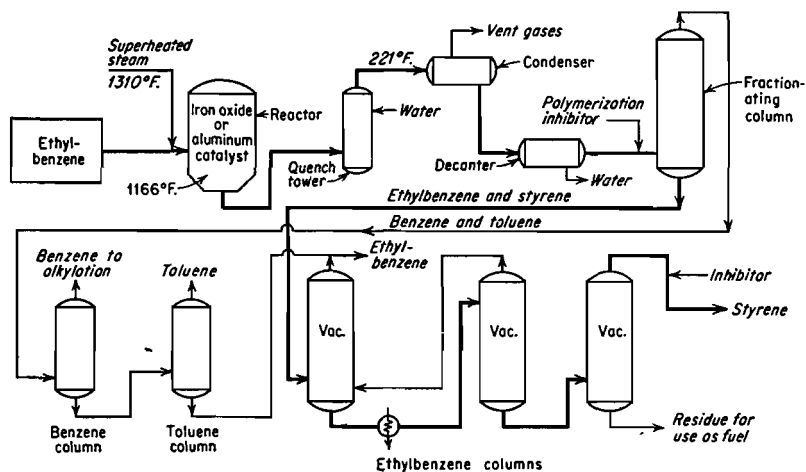 Superheated
steam
1310°F.
Ethyl-
benzene
Iron oxide
or
aluminum
catalyst
1166°F.
Reactor
221°F.
Water
Quench
tower
Vent gases
Condenser
Decanter
Water
Polymerization
inhibitor
Fraction-
ating
column
Ethylbenzene and styrene
Benzene and toluene
Benzene to
alkylation
Toluene
Ethyl-
benzene
Vac.
Vac.
Vac.
Inhibitor
Styrene
Benzene
column
Toluene
column
Ethylbenzene columns
Residue for
use as fuel